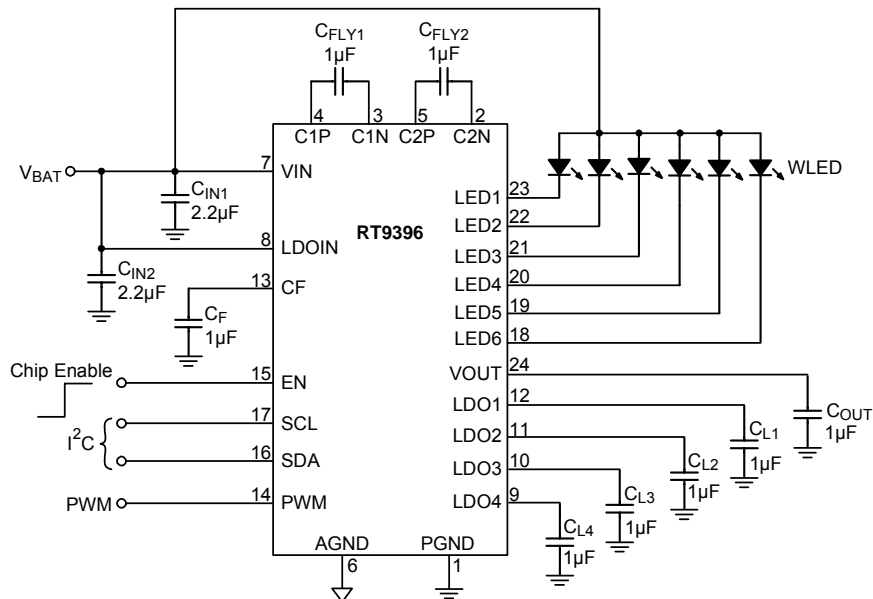 CFLY1
1µF
CFLY2
1µF
4
3
5
2
C1P
C1N
C2P
C2N
VBAT
7
VIN
CIN1
2.2µF
8
LDOIN
CIN2
2.2µF
13
CF
CF
1µF
RT9396
WLED
LED1
23
LED2
22
LED3
21
LED4
20
LED5
19
LED6
18
VOUT
24
COUT
1µF
LDO1
12
CL1
1µF
LDO2
11
CL2
1µF
LDO3
10
CL3
1µF
LDO4
9
CL4
1µF
Chip Enable
15
EN
I²C
17
SCL
16
SDA
PWM
14
PWM
AGND
PGND
6
1